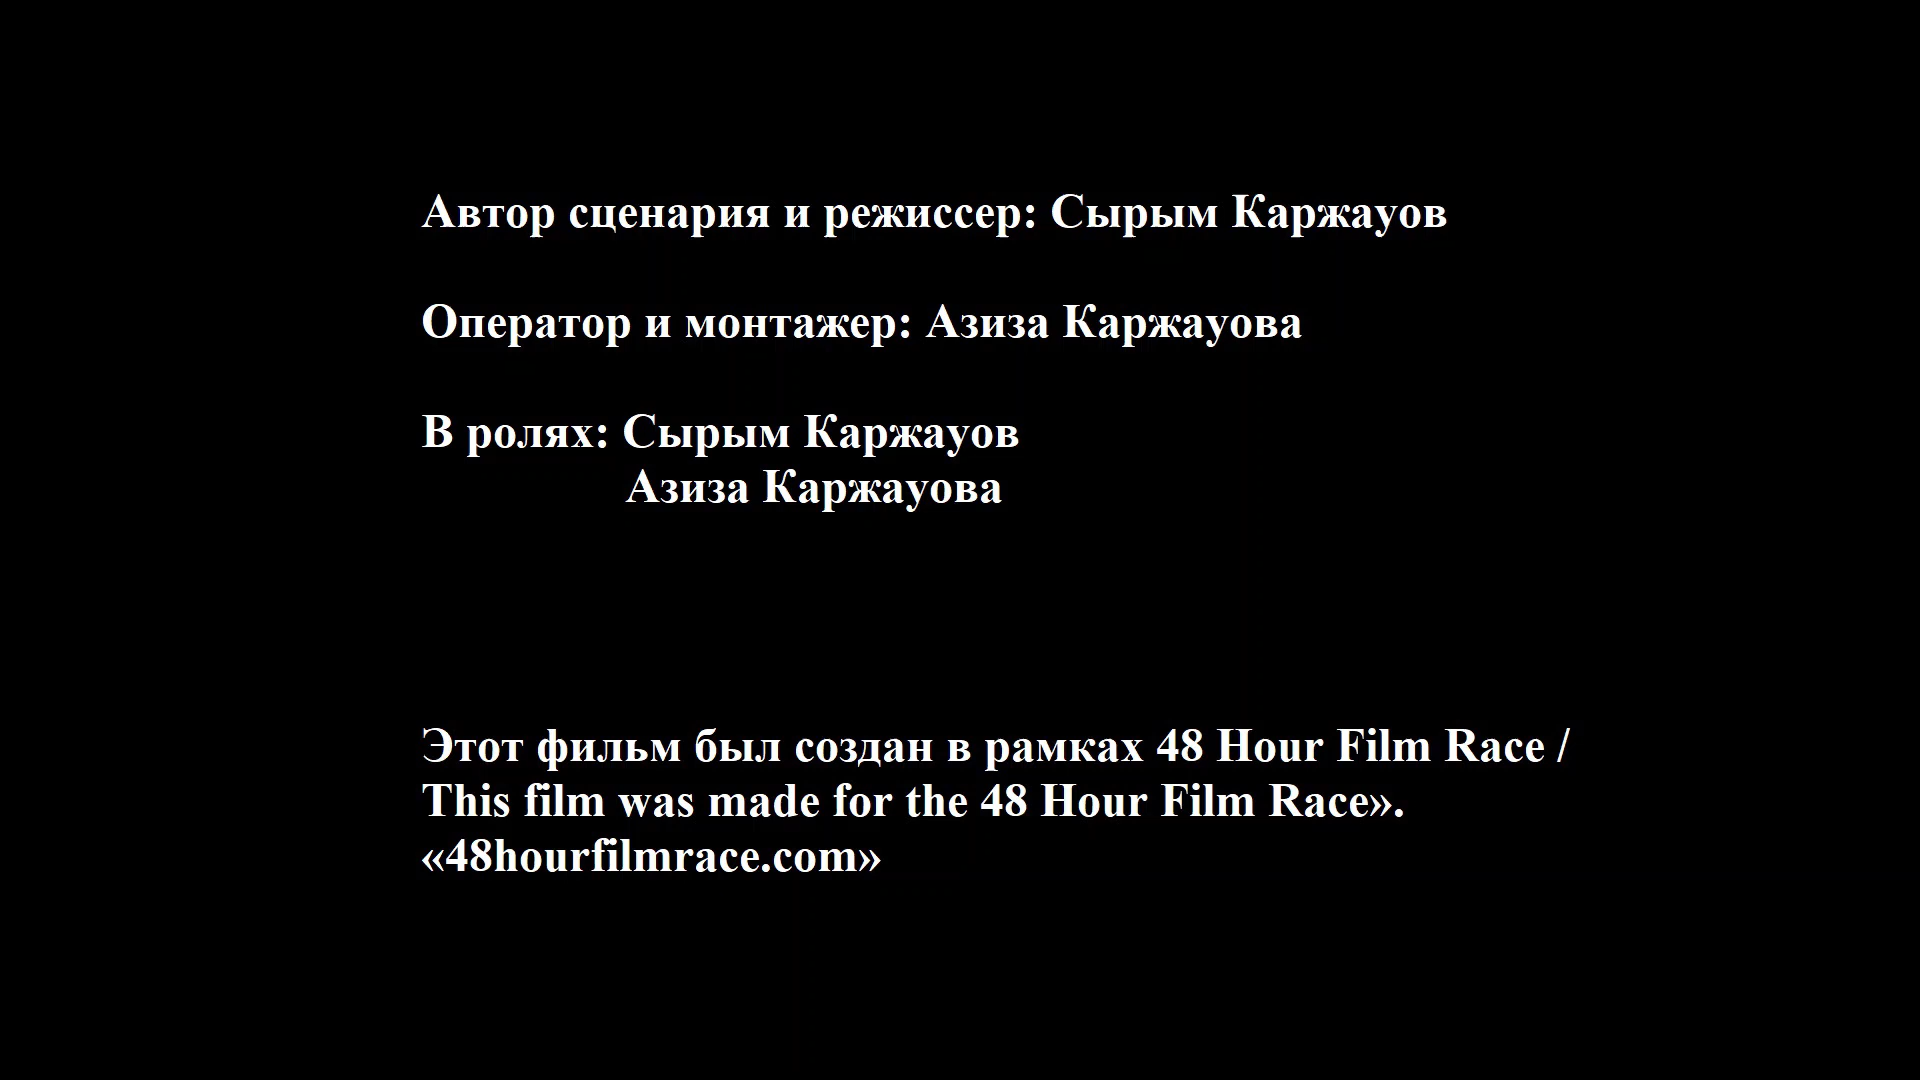 Автор сценария и режиссер: Сырым Каржауов
Оператор и монтажер: Азиза Каржауова
В ролях: Сырым Каржауов
Азиза Каржауова
Этот фильм был создан в рамках 48 Hour Film Race /
This film was made for the 48 Hour Film Race».
«48hourfilmrace.com»